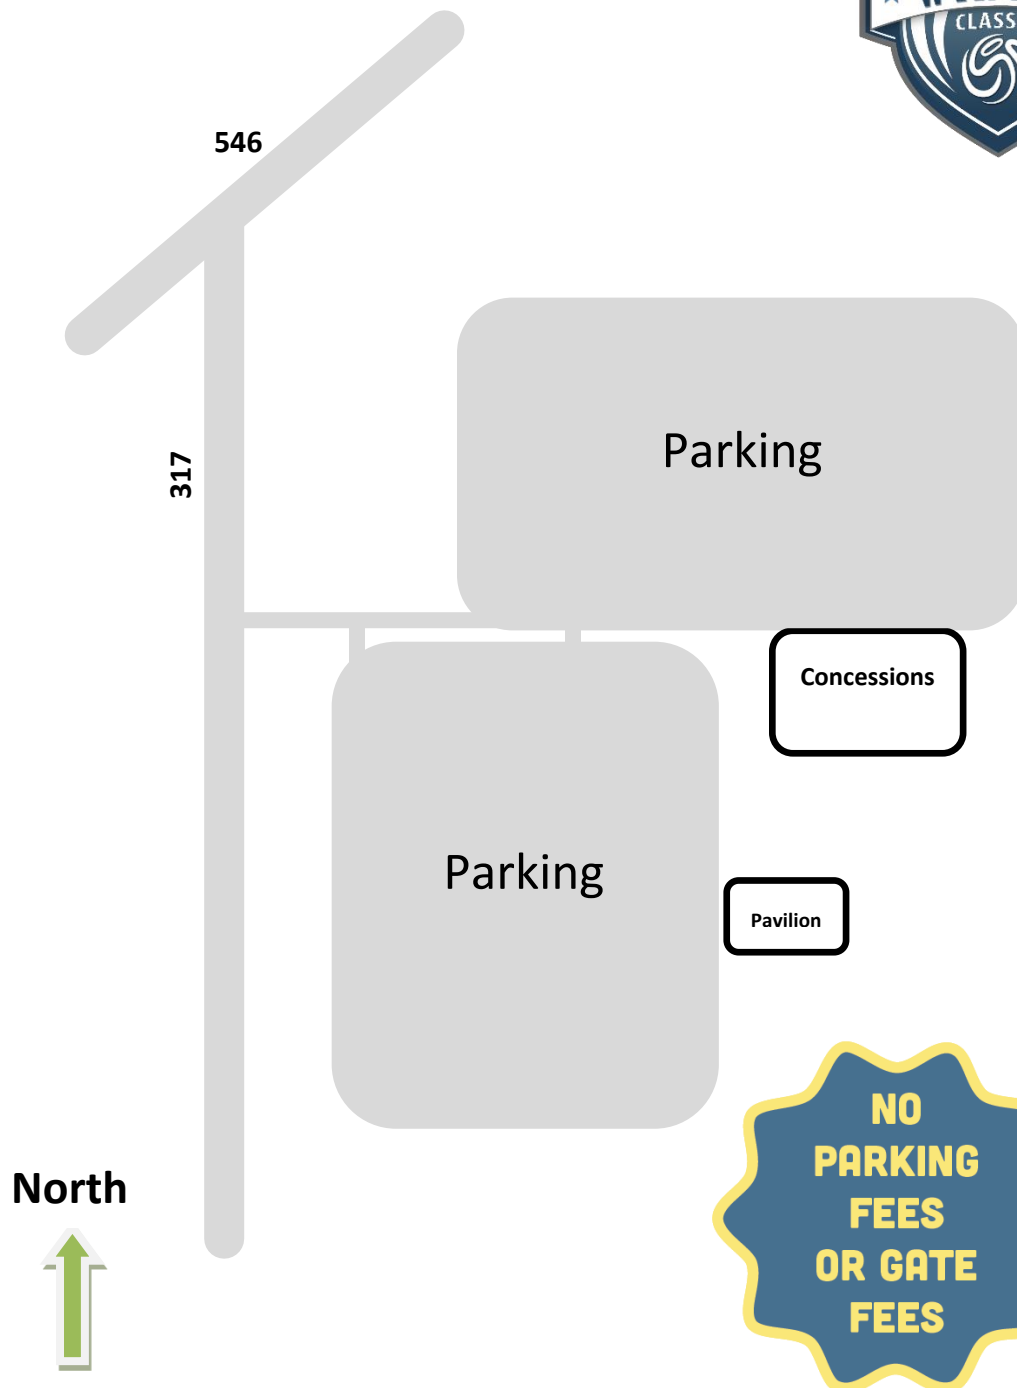 CLASS
546
317
Parking
Concessions
Parking
Pavilion
North
NO
PARKING
FEES
OR GATE
FEES